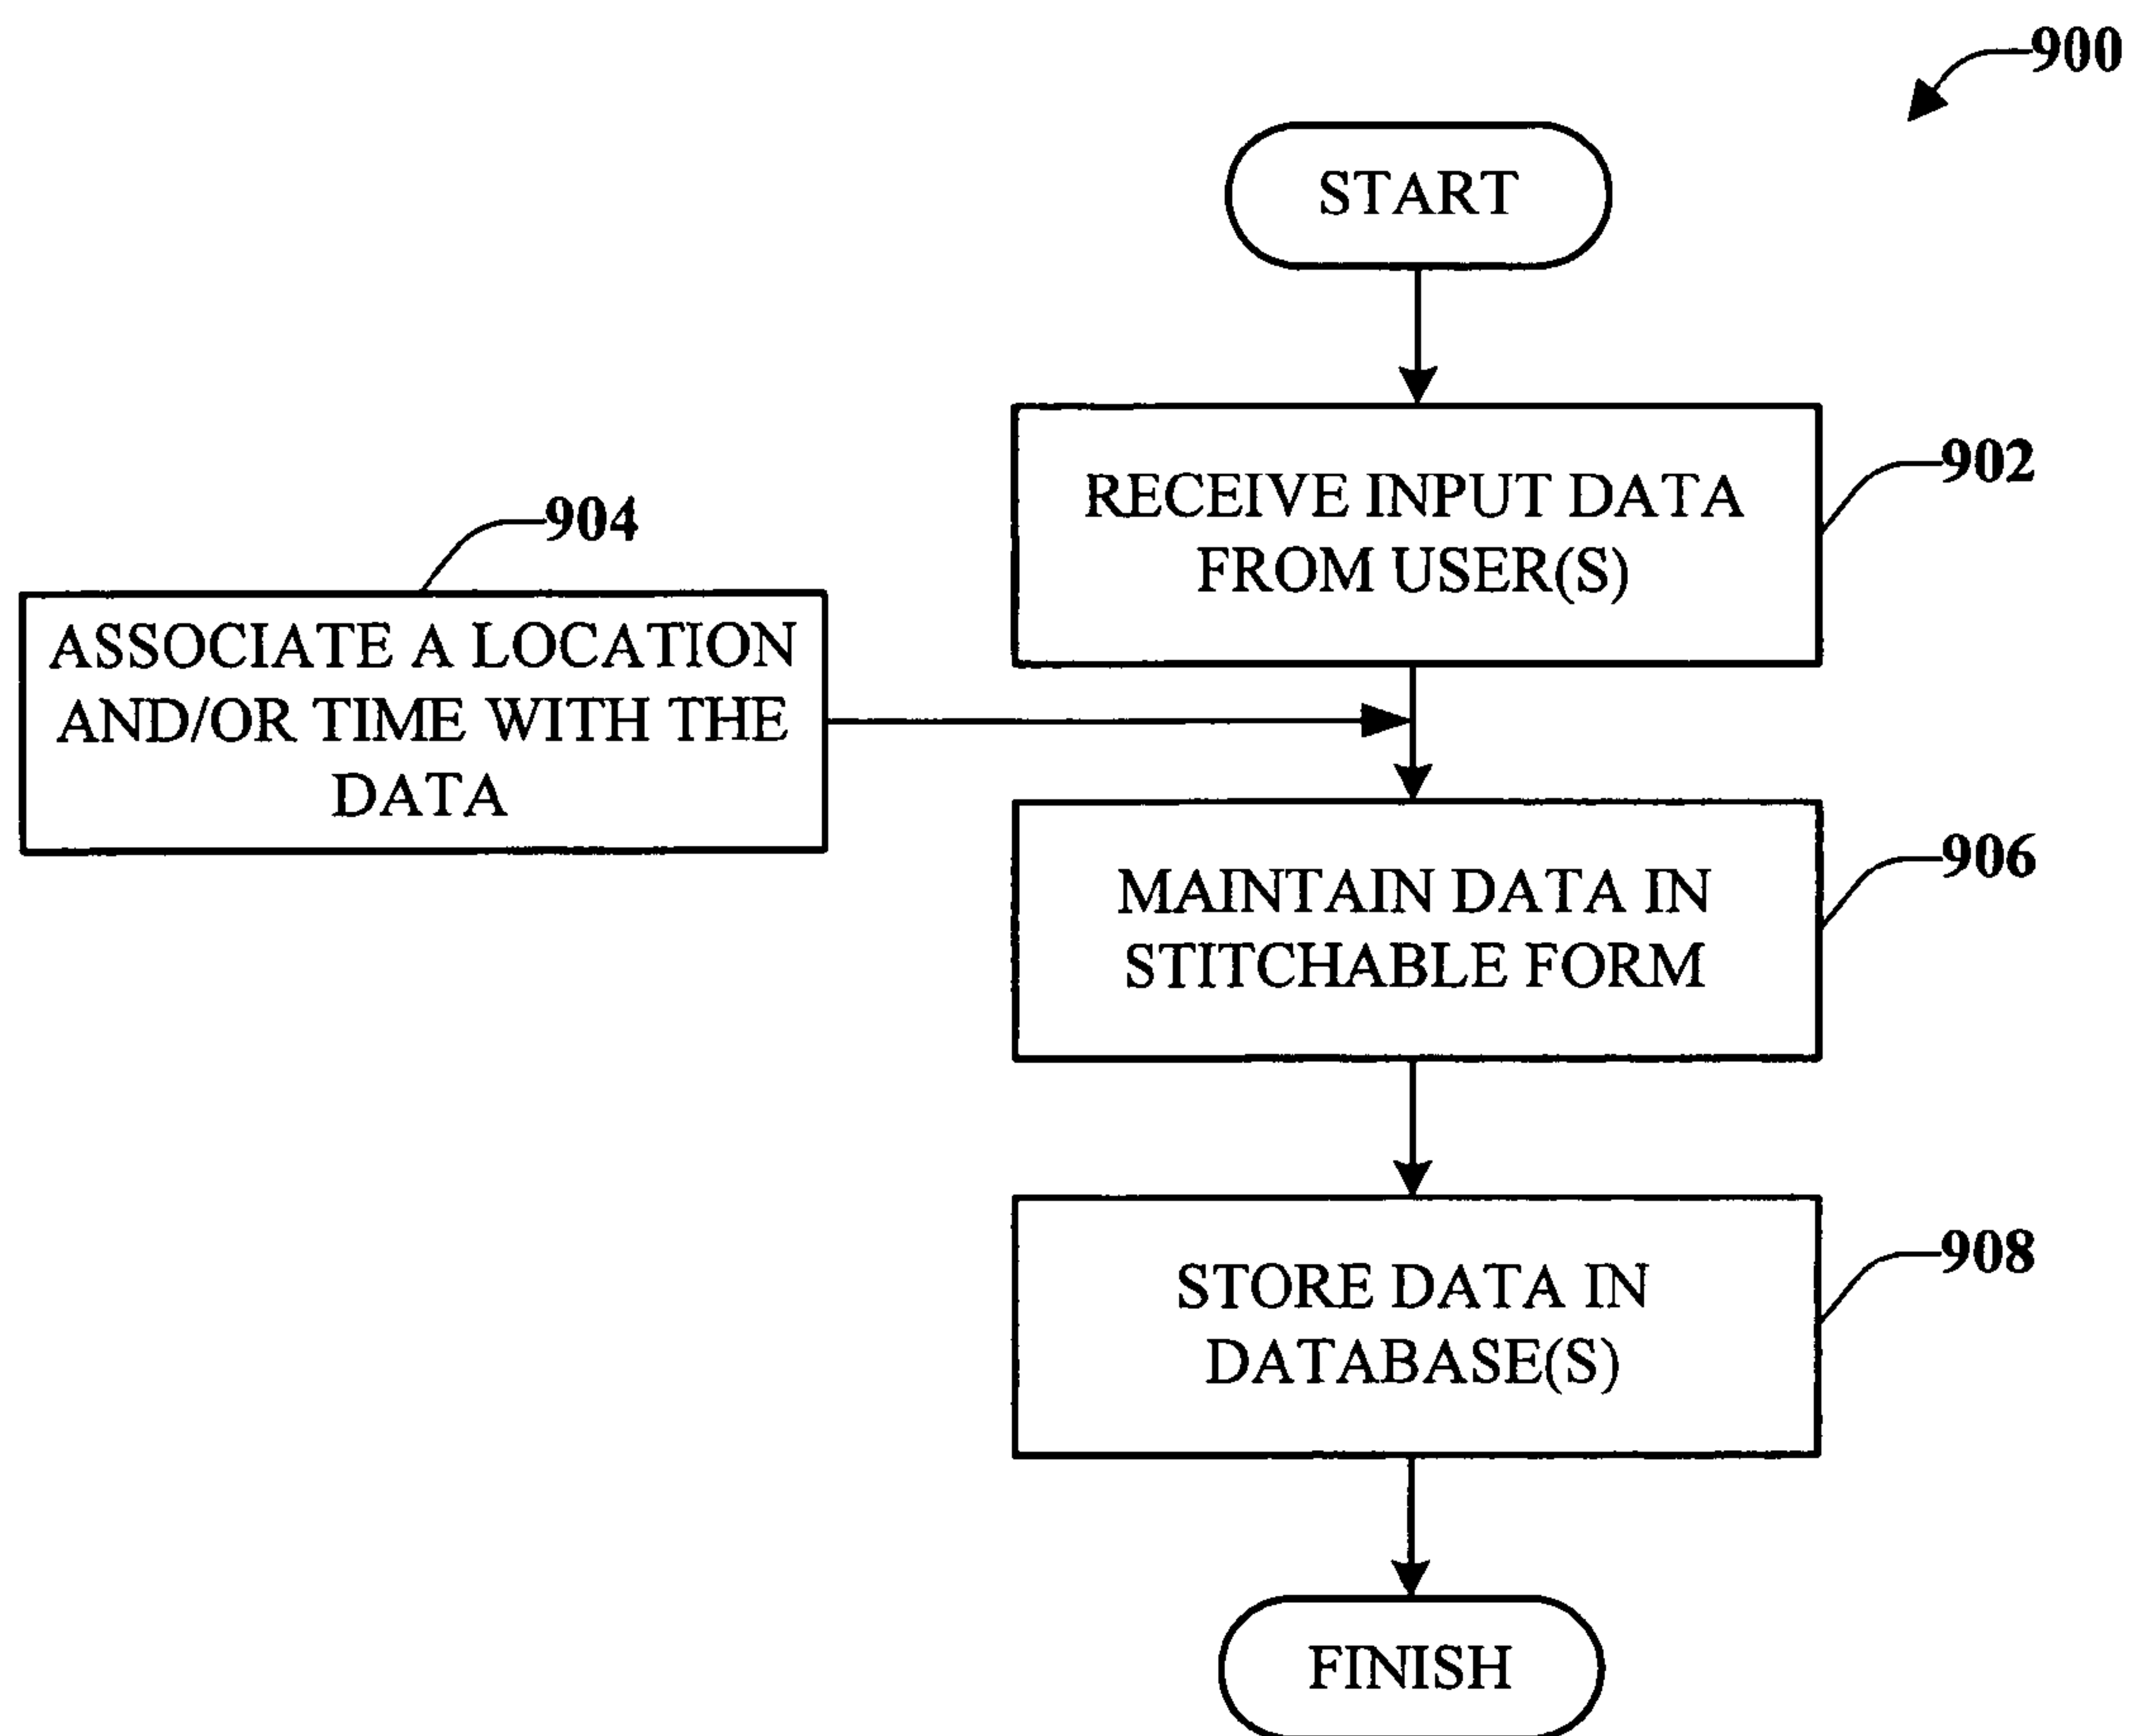 900
START
RECEIVE INPUT DATA
FROM USER(S)
902
904
ASSOCIATE A LOCATION
AND/OR TIME WITH THE
DATA
MAINTAIN DATA IN
STITCHABLE FORM
906
STORE DATA IN
DATABASE(S)
908
FINISH